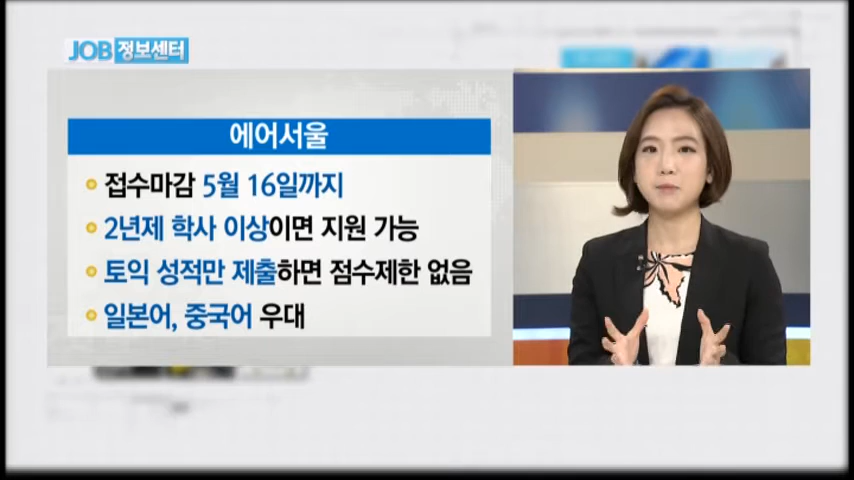 JOB 정보센터
에어서울
접수마감 5월 16일까지
2년제 학사 이상이면 지원 가능
토익 성적만 제출하면 점수제한 없음
일본어, 중국어 우대